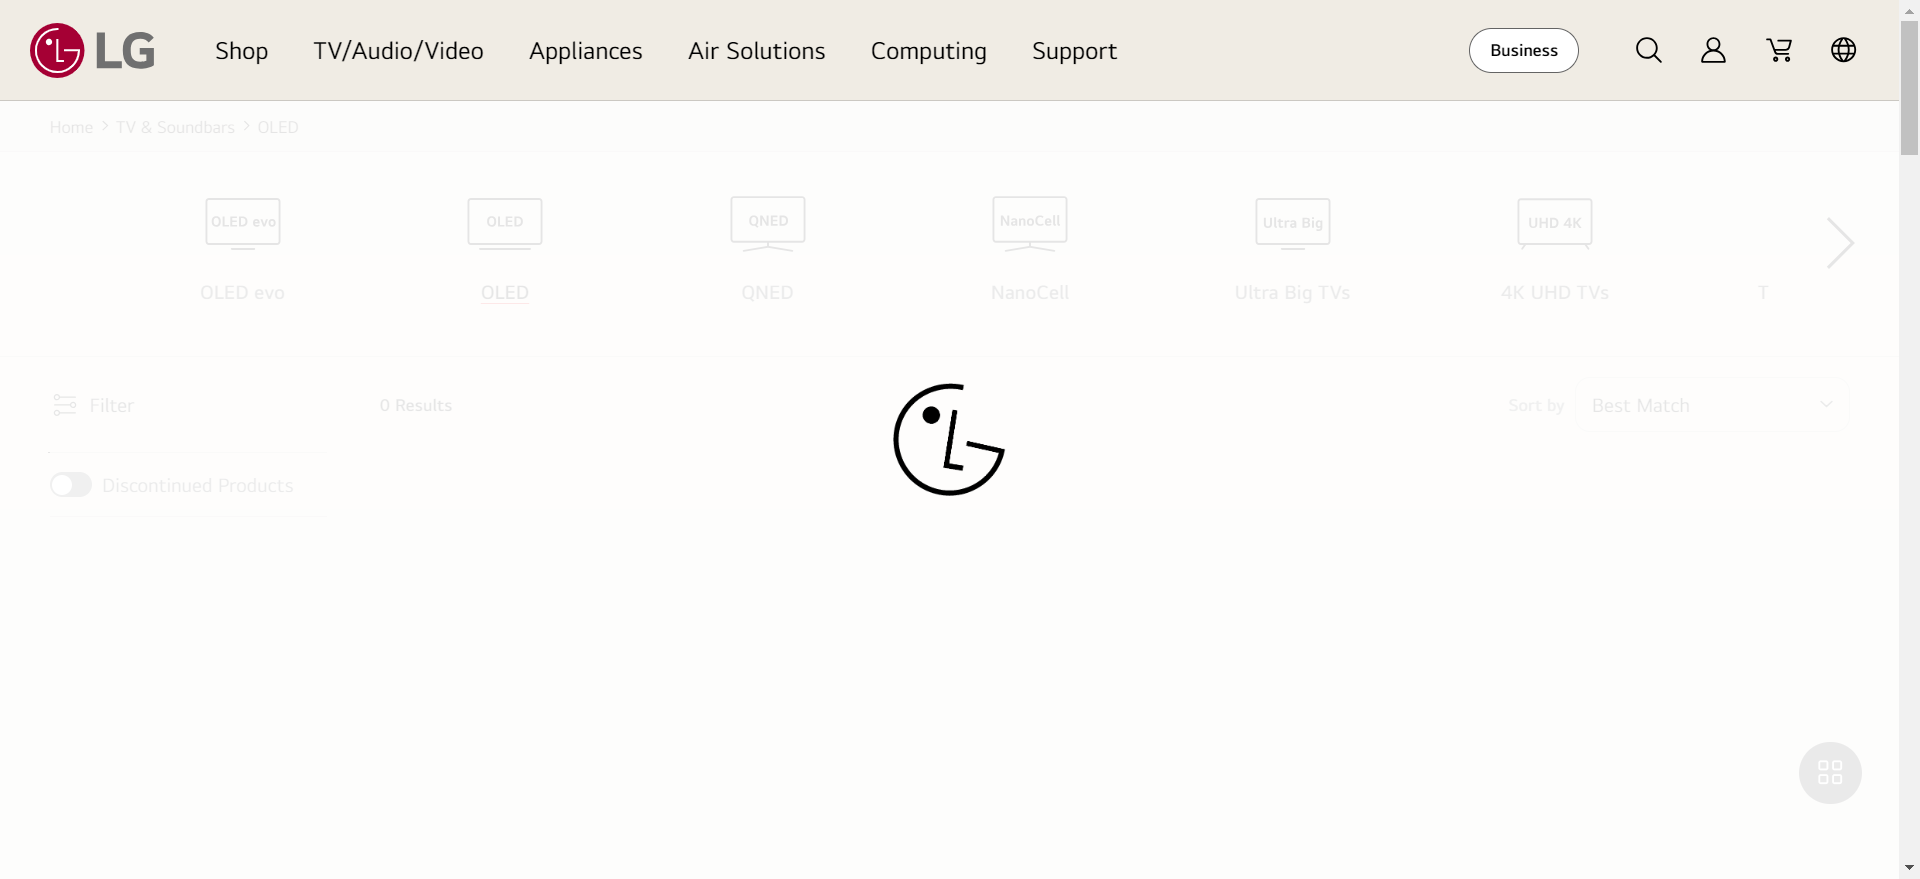 LG
Shop
TV/Audio/Video
Appliances
Air Solutions
Computing
Support
Business
Home > TV & Soundbars > OLED
OLED evo
OLED
QNED
NanoCell
Ultra Big
UHD 4K
OLED evo
OLED
QNED
NanoCell
Ultra Big TVs
4K UHD TVs
T
Filter
0 Results
Sort by
Best Match
Discontinued Products